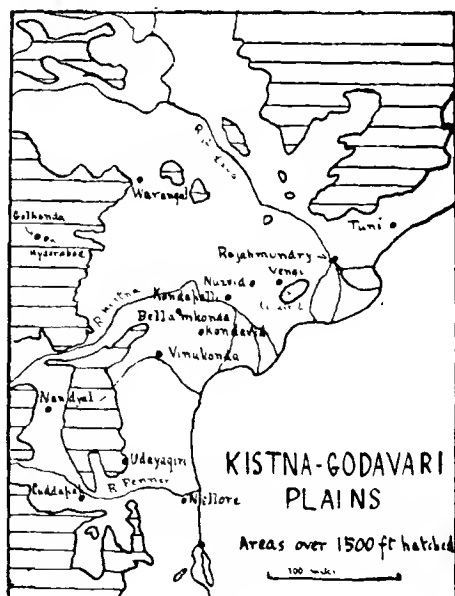 Warangal
Golkonda
Hyderabad
Tuni
Rajahmundry
Vengi
Nuzvid
R Kistna
Kondapalli
Bellamkonda
Kondavid
Vinukonda
Nandyal
Udayagiri
R Penner
Cuddapah
Nellore
KISTNA-GODAVARI
PLAINS
Areas over 1500 ft hatched
100 miles